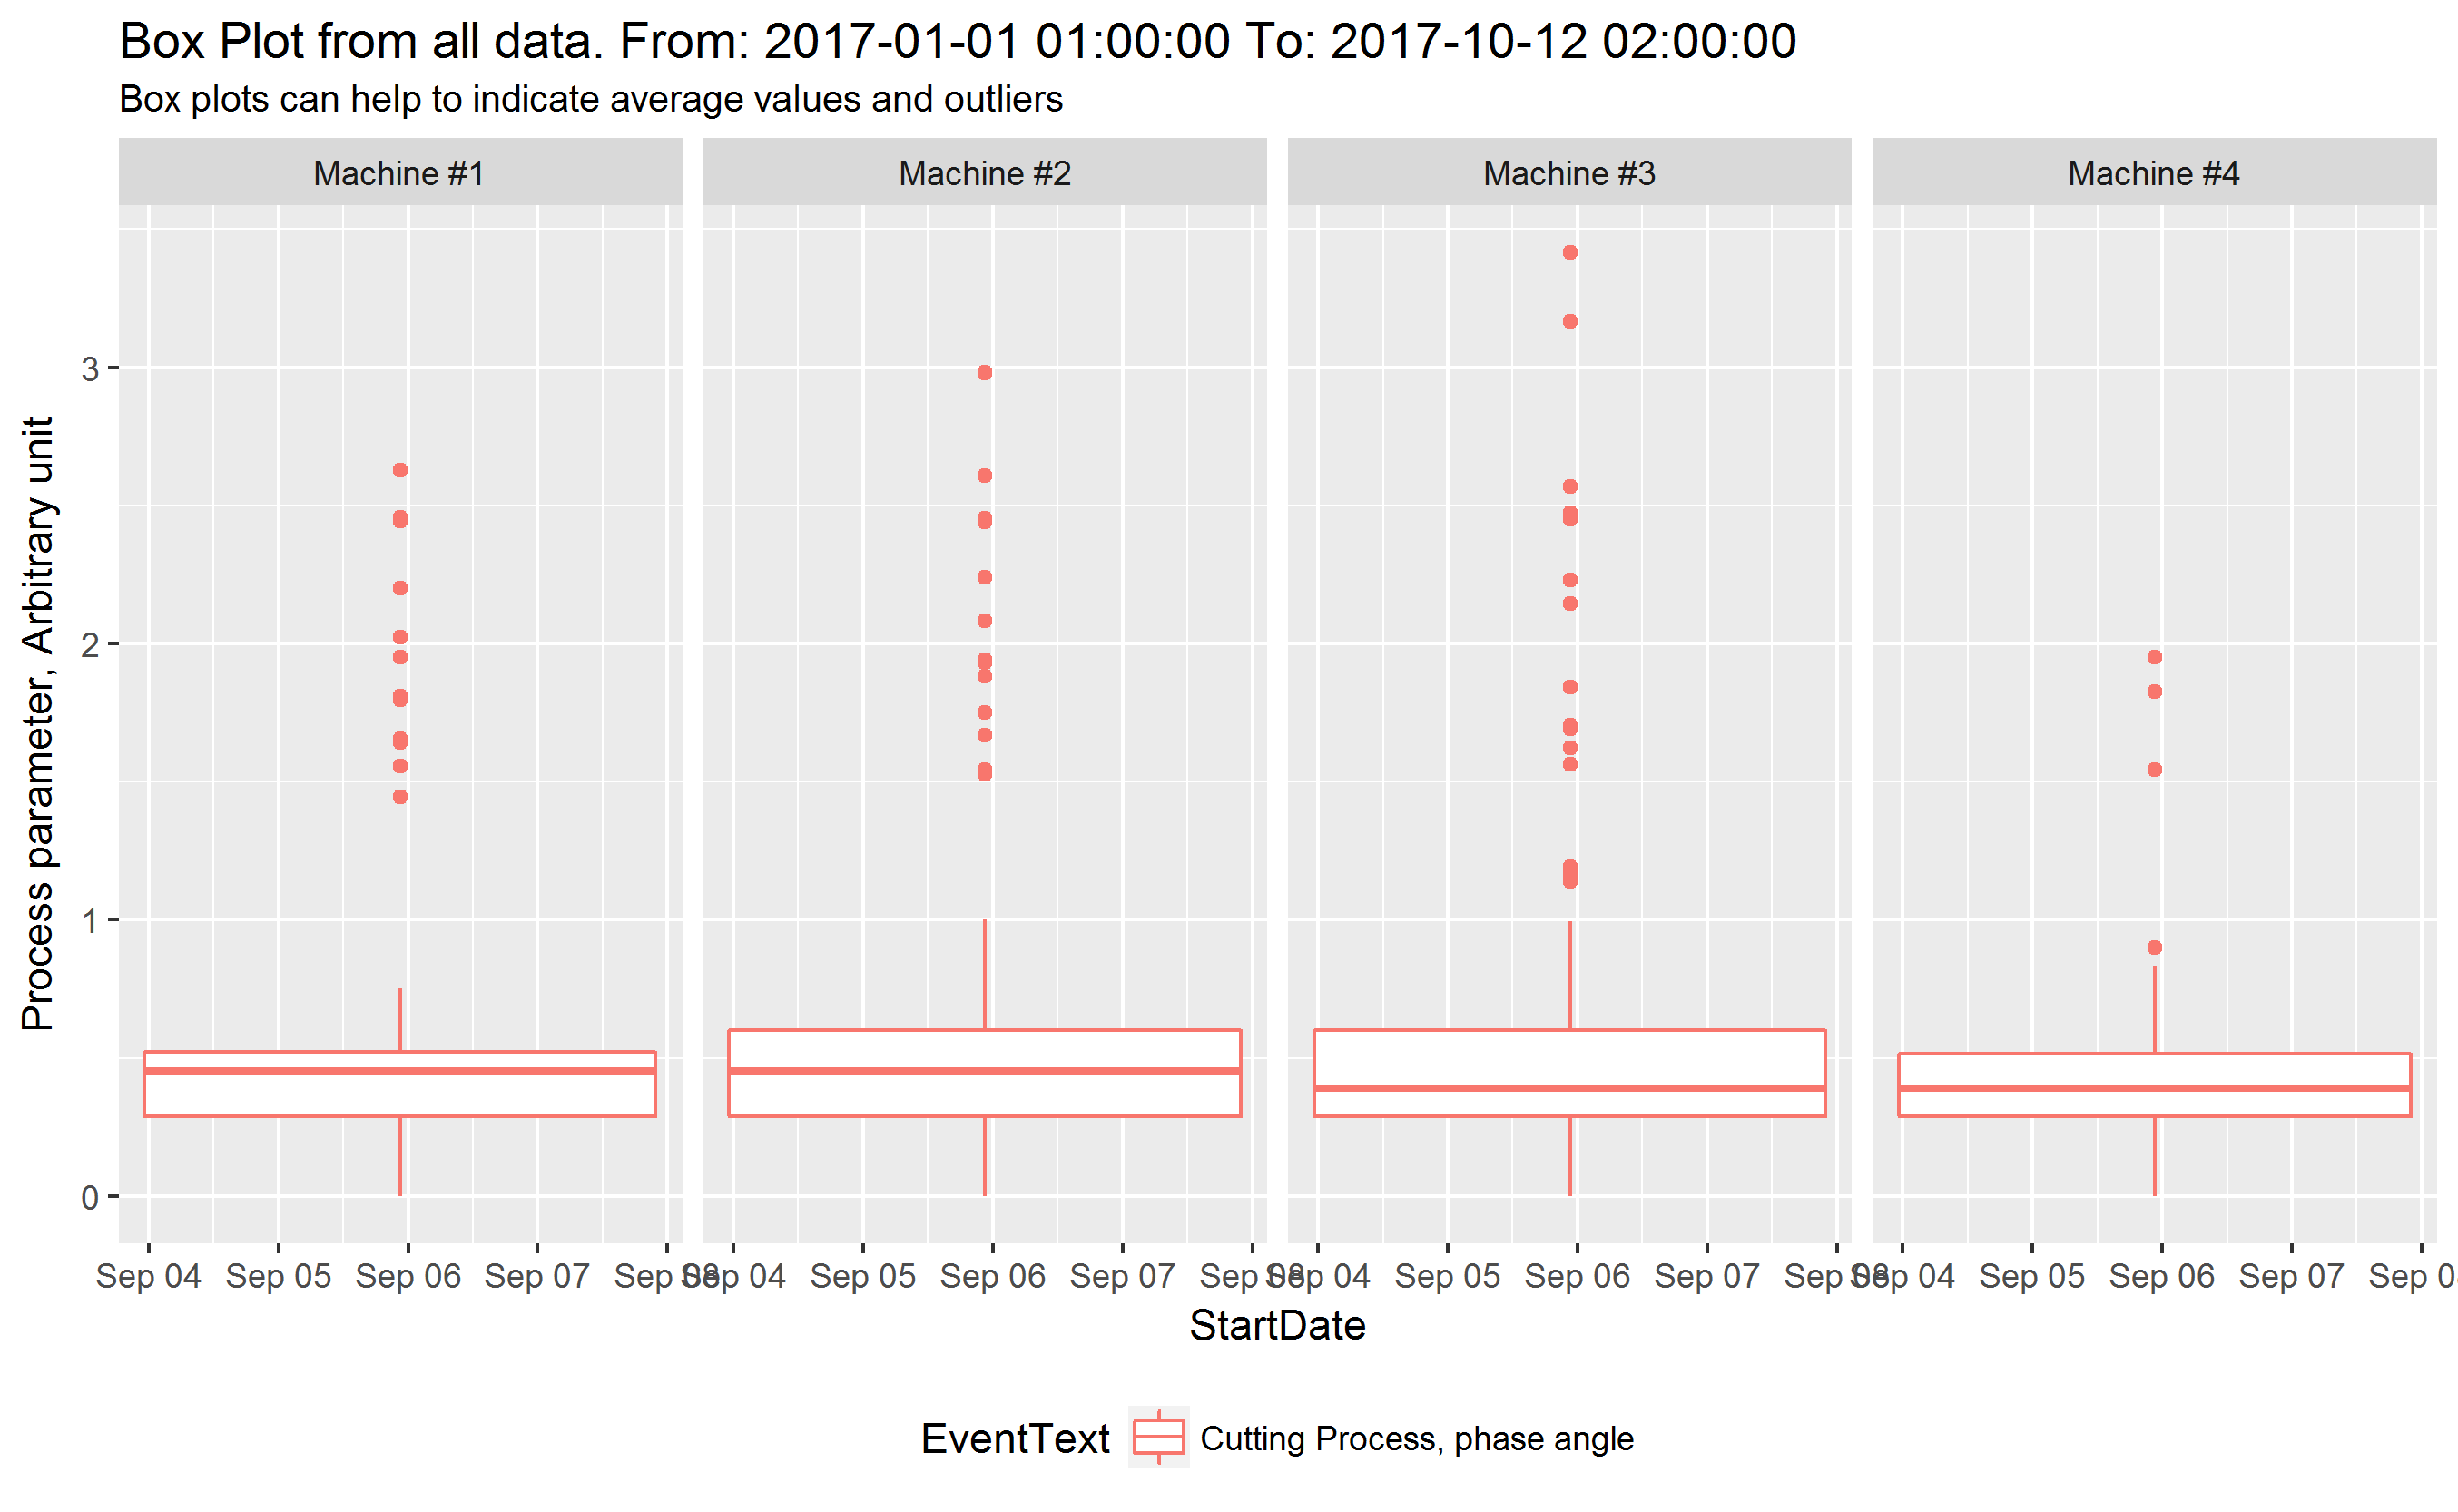 Box Plot from all data. From: 2017-01-01 01:00:00 To: 2017-10-12 02:00:00
Box plots can help to indicate average values and outliers
Machine #1 Machine #2 Machine #3 Machine #4
Process parameter, Arbitrary unit
3
2
1
0
Sep 04 Sep 05 Sep 06 Sep 07 Sep Sep 04 Sep 05 Sep 06 Sep 07 Sep Sep 04 Sep 05 Sep 06 Sep 07 Sep Sep 04 Sep 05 Sep 06 Sep 07 Sep
StartDate
EventText Cutting Process, phase angle